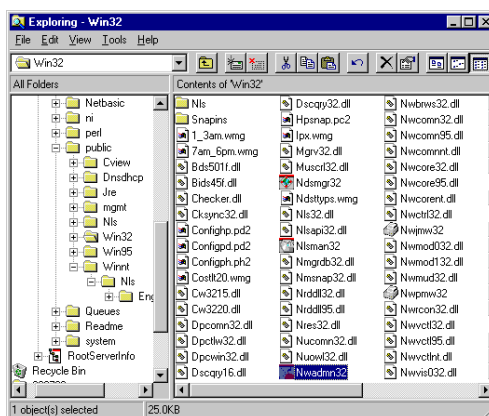 Exploring - Win32
File Edit View Tools Help
Win32
All Folders
Contents of 'Win32'
Netbasic
ni
perl
public
Cview
Dnsdhcp
Jre
mgmt
Nls
Win32
Win95
Winnt
Nls
Eng
Queues
Readme
system
RootServerInfo
Recycle Bin
Nls
Snapins
1_3am.wmg
7am_6pm.wmg
Bds501f.dll
Bids45f.dll
Checker.dll
Cksync32.dll
Confighp.pd2
Configpd.pd2
Configph.ph2
Costlt20.wmg
Cw3215.dll
Cw3220.dll
Dpcomn32.dll
Dpctlw32.dll
Dpcwin32.dll
Dscqry16.dll
Dscqry32.dll
Hpsnap.pc2
Ipx.wmg
Mgrv32.dll
Muscrl32.dll
Ndsmgr32
Ndsttyps.wmg
Nls32.dll
Nlsapi32.dll
Nlsman32
Nmgrdb32.dll
Nmsnap32.dll
Nrddll32.dll
Nrddll95.dll
Nres32.dll
Nucomn32.dll
Nuowl32.dll
Nwadmn32
Nwbrws32.dll
Nwcomn32.dll
Nwcomn95.dll
Nwcomnnt.dll
Nwcore32.dll
Nwcore95.dll
Nwcorent.dll
Nwctrl32.dll
Nwjmw32
Nwmod032.dll
Nwmod132.dll
Nwmud32.dll
Nwpmw32
Nwrcon32.dll
Nwvctl32.dll
Nwvctl95.dll
Nwvctlnt.dll
Nwvis032.dll
1 object(s) selected
25.0KB